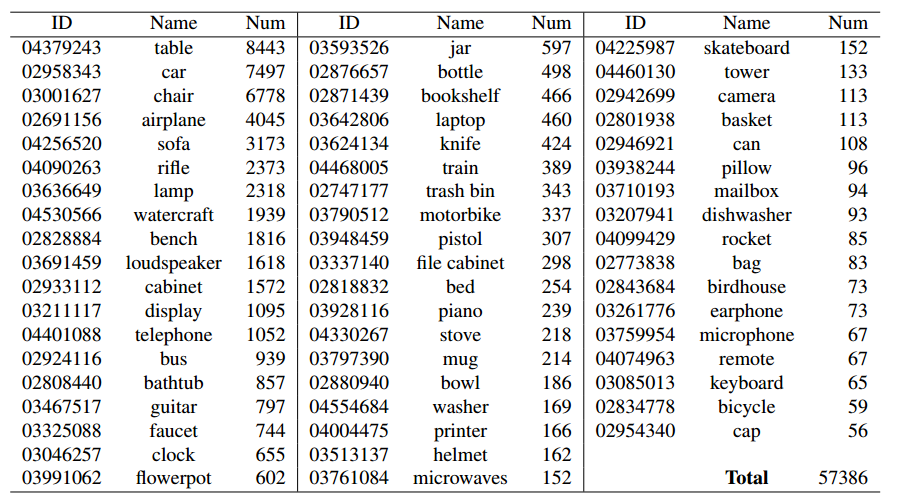 ID Name Num ID Name Num ID Name Num
04379243 table 8443 03593526 jar 597 04225987 skateboard 152
02958343 car 7497 02876657 bottle 498 04460130 tower 133
03001627 chair 6778 02871439 bookshelf 466 02942699 camera 113
02691156 airplane 4045 03642806 laptop 460 02801938 basket 113
04256520 sofa 3173 03624134 knife 424 02946921 can 108
04090263 rifle 2373 04468005 train 389 03938244 pillow 96
03636649 lamp 2318 02747177 trash bin 343 03710193 mailbox 94
04530566 watercraft 1939 03790512 motorbike 337 03207941 dishwasher 93
02828884 bench 1816 03948459 pistol 307 04099429 rocket 85
03691459 loudspeaker 1618 03337140 file cabinet 298 02773838 bag 83
02933112 cabinet 1572 02818832 bed 254 02843684 birdhouse 73
03211117 display 1095 03928116 piano 239 03261776 earphone 73
04401088 telephone 1052 04330267 stove 218 03759954 microphone 67
02924116 bus 939 03797390 mug 214 04074963 remote 67
02808440 bathtub 857 02880940 bowl 186 03085013 keyboard 65
03467517 guitar 797 04554684 washer 169 02834778 bicycle 59
03325088 faucet 744 04004475 printer 166 02954340 cap 56
03046257 clock 655 03513137 helmet 162
03991062 flowerpot 602 03761084 microwaves 152 Total 57386